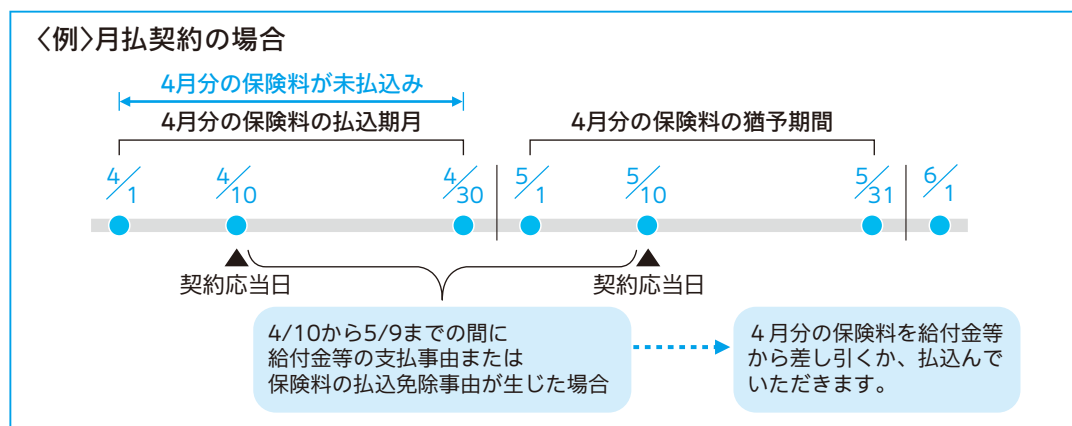 〈例〉月払契約の場合
4月分の保険料が未払込み
4月分の保険料の払込期月
4月分の保険料の猶予期間
4/1
4/10
4/30
5/1
5/10
5/31
6/1
契約応当日
契約応当日
4/10から5/9までの間に
給付金等の支払事由または
保険料の払込免除事由が生じた場合
4月分の保険料を給付金等
から差し引くか、払込んで
いただきます。